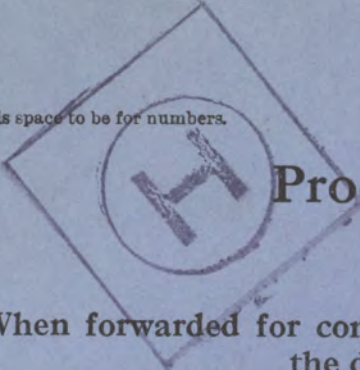 is space to be for numbers.
H
Pro
When forwarded for con
the d